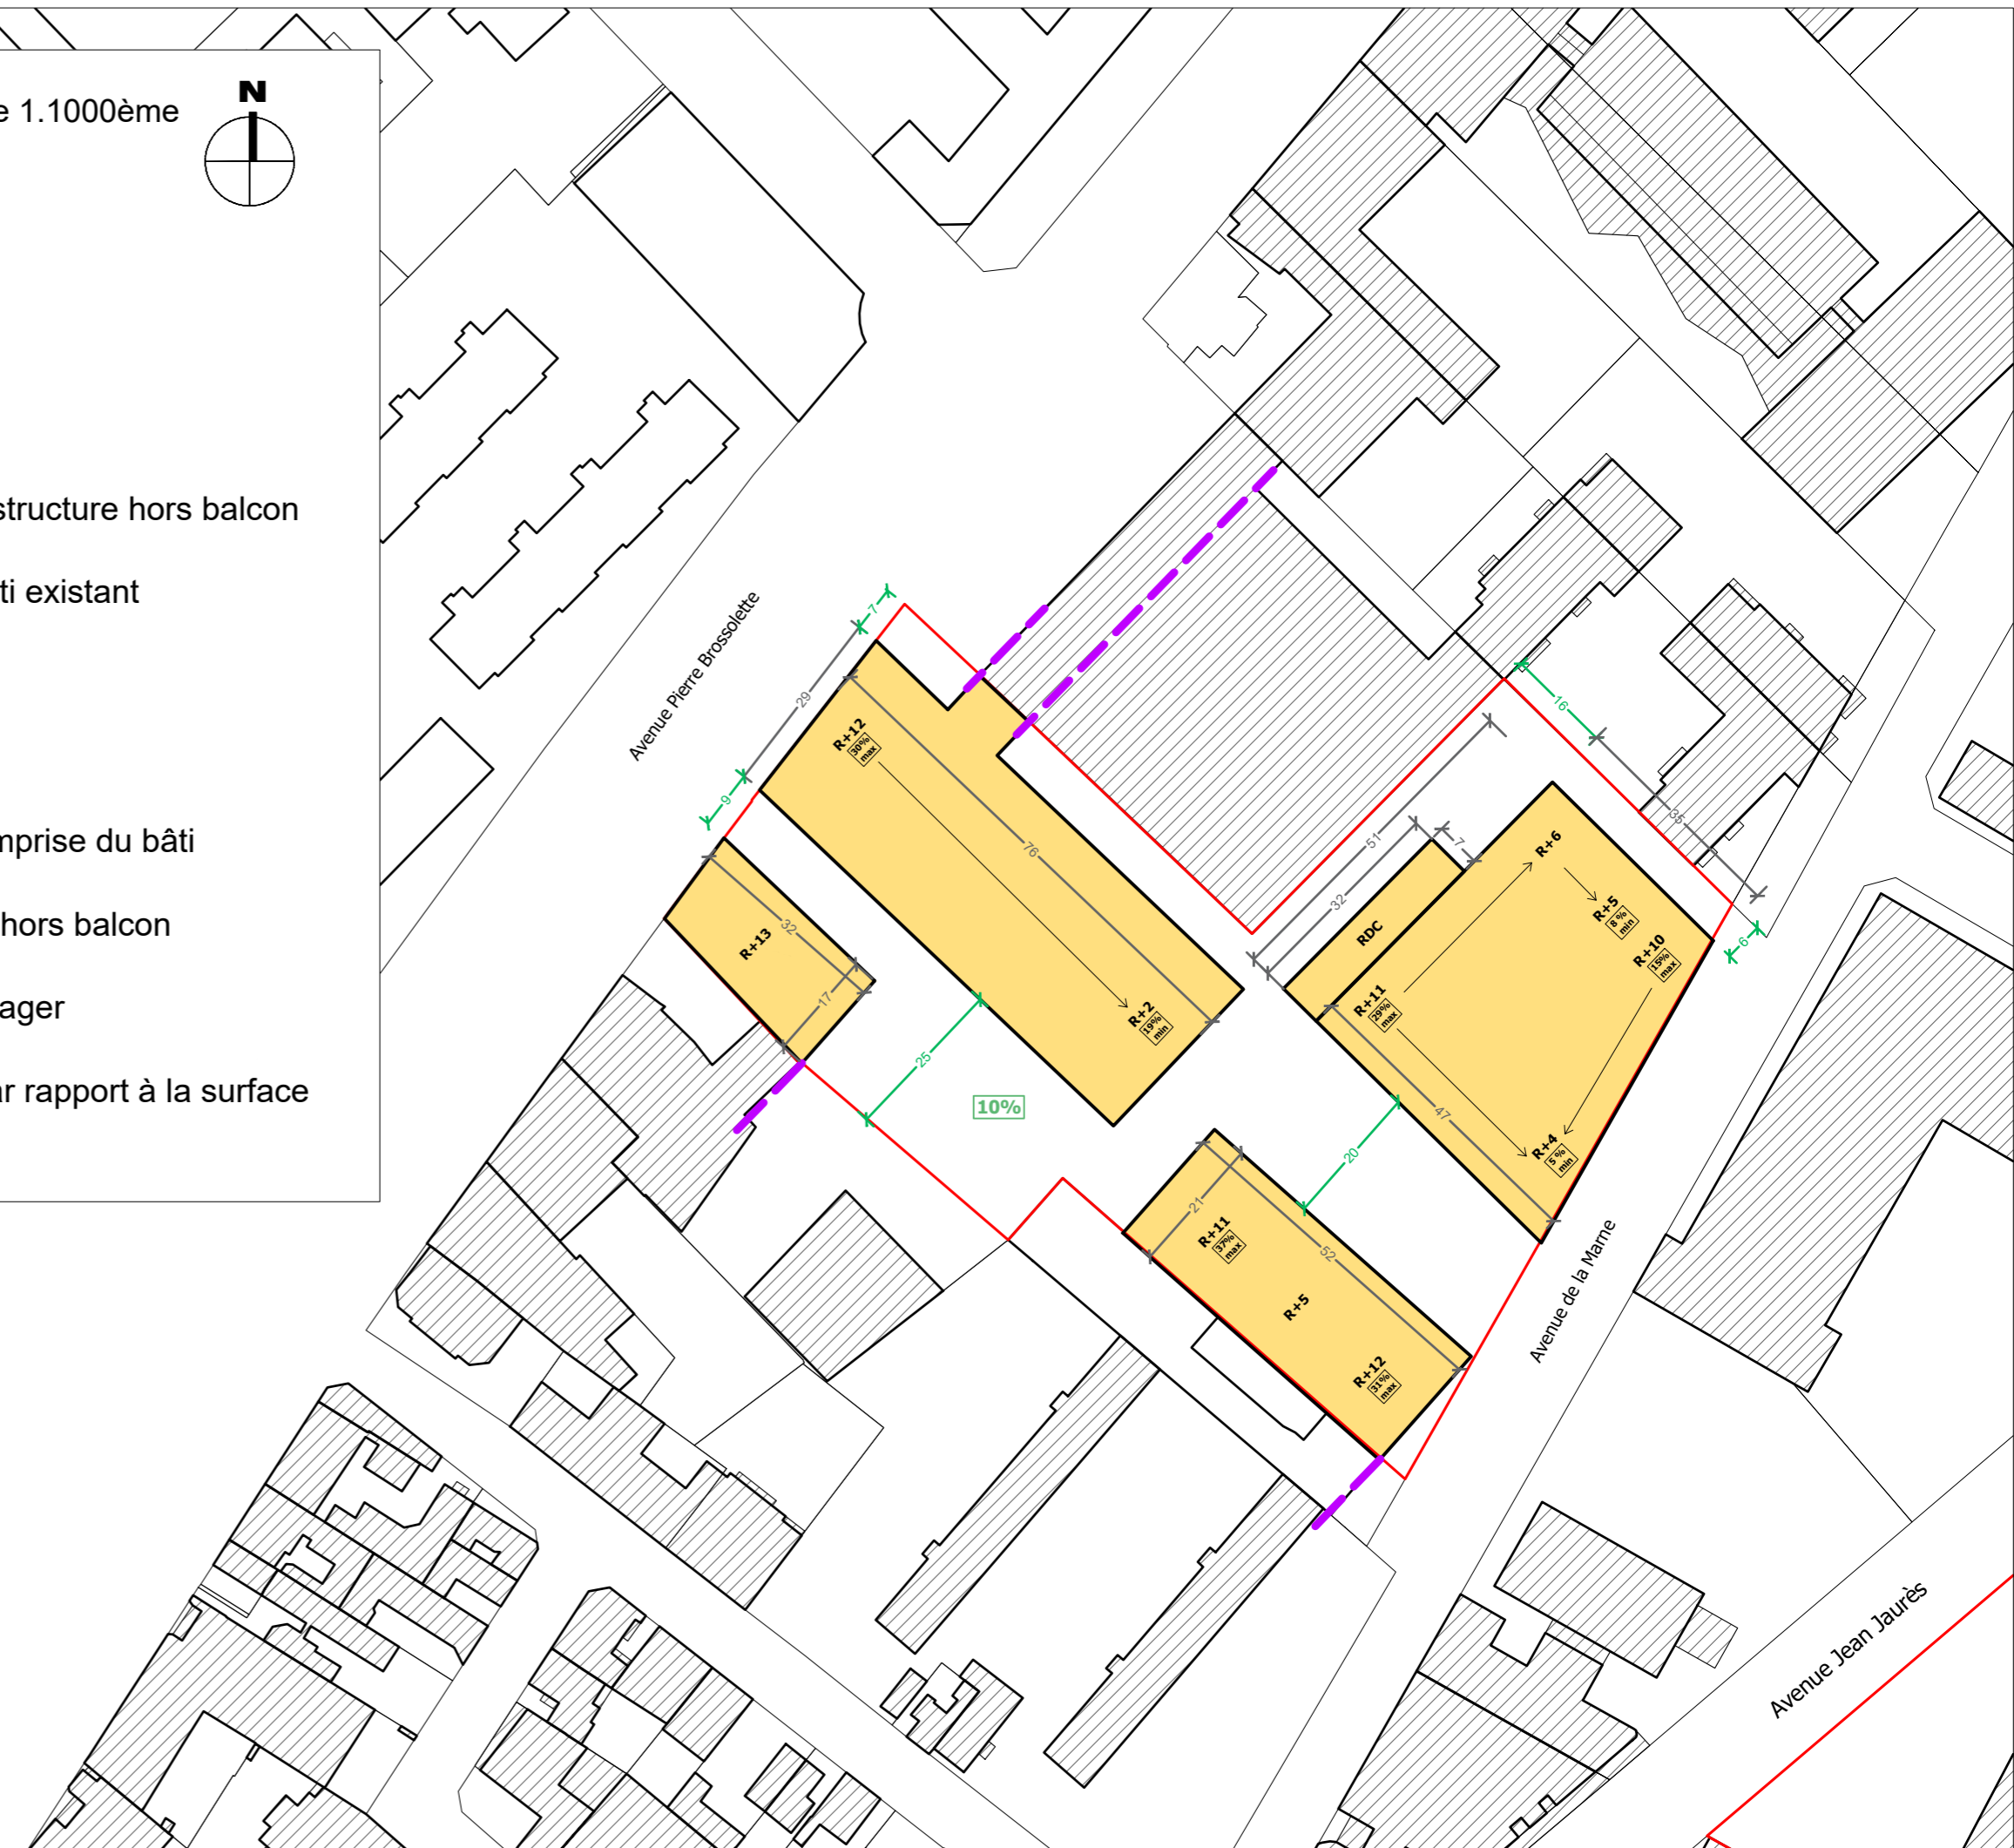 N
e 1.1000ème
structure hors balcon
ti existant
mprise du bâti
hors balcon
ager
ar rapport à la surface
Avenue Pierre Brossolette
7
29
9
R+12
30%
max
76
R+13
32
17
R+2
19%
min
25
10%
16
35
51
32
7
6
RDC
R+6
R+5
8 %
min
R+10
15%
max
R+11
29%
max
47
R+4
5 %
min
20
21
R+11
37%
max
52
R+5
R+12
31%
max
Avenue de la Marne
Avenue Jean Jaurès